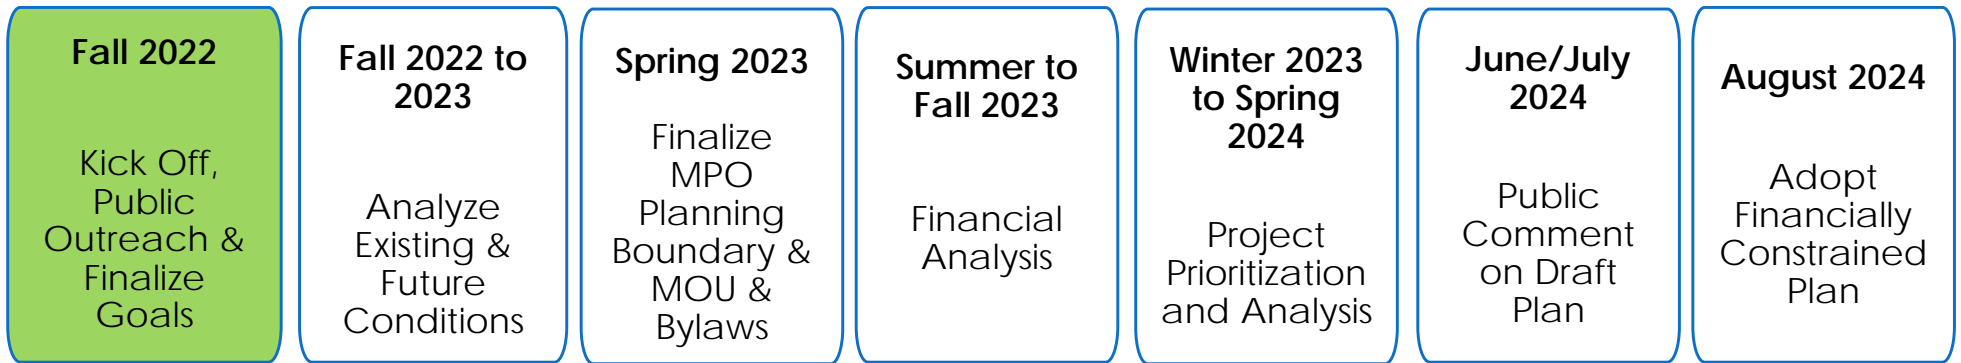 Fall 2022
Kick Off,
Public
Outreach &
Finalize
Goals
Fall 2022 to
2023
Analyze
Existing &
Future
Conditions
Spring 2023
Finalize
MPO
Planning
Boundary &
MOU &
Bylaws
Summer to
Fall 2023
Financial
Analysis
Winter 2023
to Spring
2024
Project
Prioritization
and Analysis
June/July
2024
Public
Comment
on Draft
Plan
August 2024
Adopt
Financially
Constrained
Plan